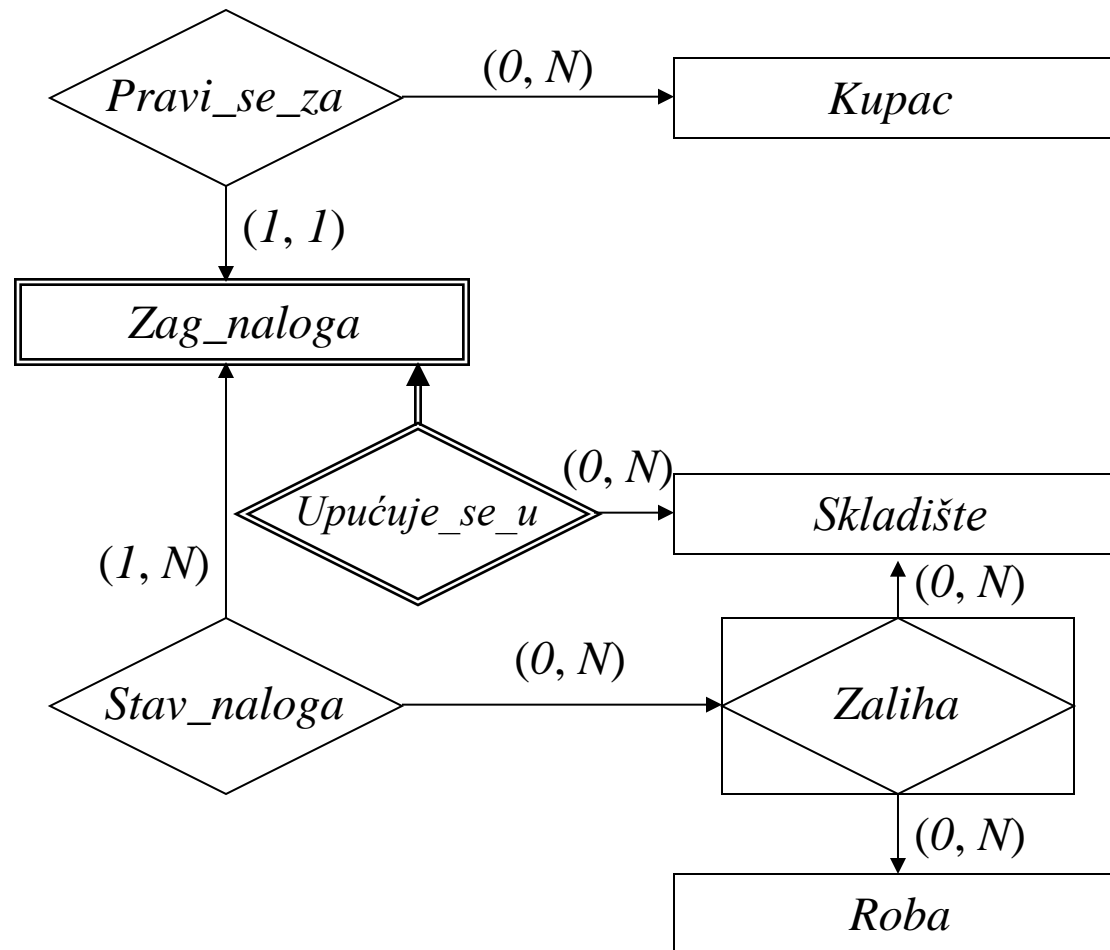 Pravi_se_za
(0, N)
Kupac
(1, 1)
Zag_naloga
Upućuje_se_u
(0, N)
Skladište
(1, N)
(0, N)
Stav_naloga
(0, N)
Zaliha
(0, N)
Roba